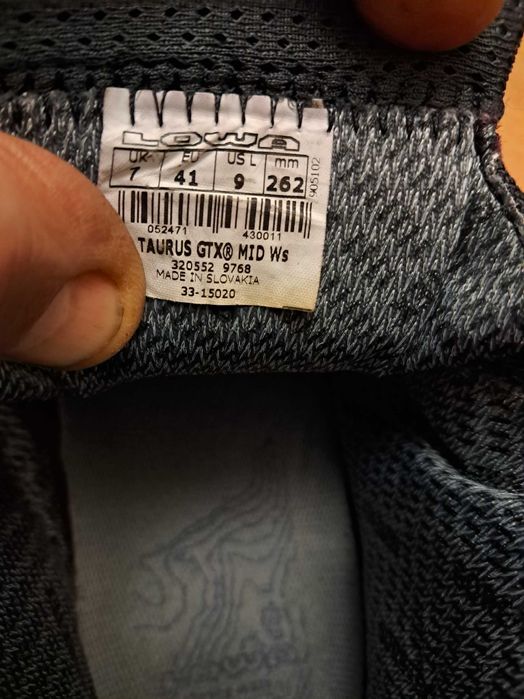 LOWA
UK EU US L mm
7 41 9 262
905102
052471 430011
TAURUS GTX® MID Ws
320552 9768
MADE IN SLOVAKIA
33-15020
LOWA